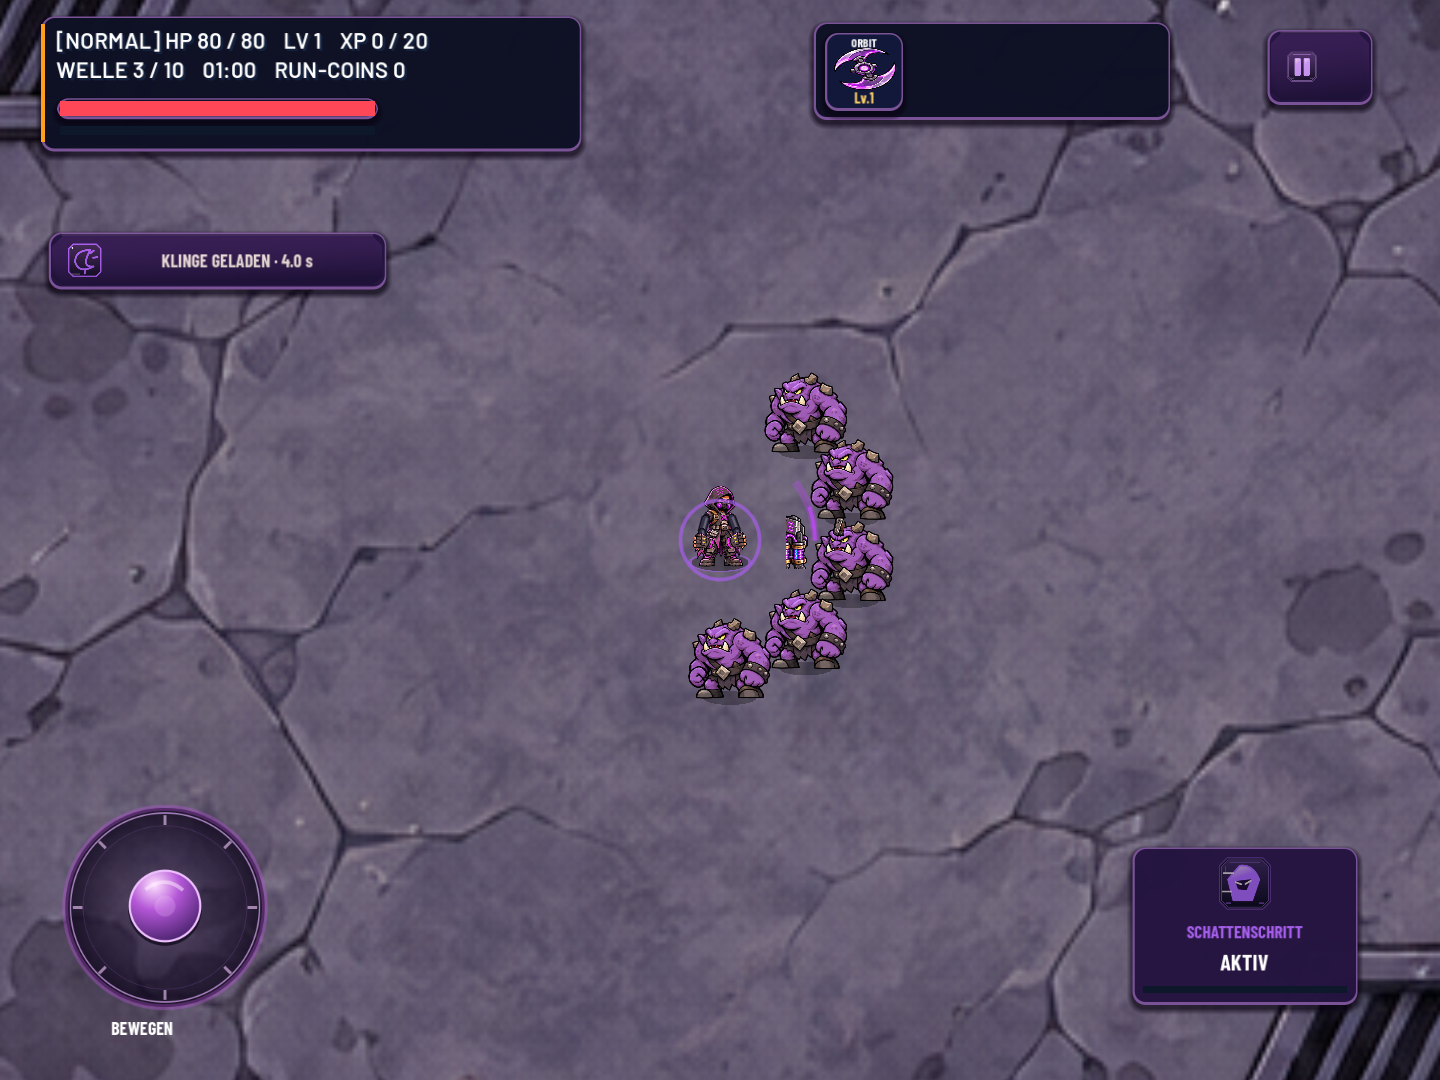 [NORMAL] HP 80 / 80 LV 1 XP 0 / 20
WELLE 3 / 10 01:00 RUN-COINS 0
ORBIT
Lv.1
KLINGE GELADEN · 4.0 s
SCHATTENSCHRITT
AKTIV
BEWEGEN